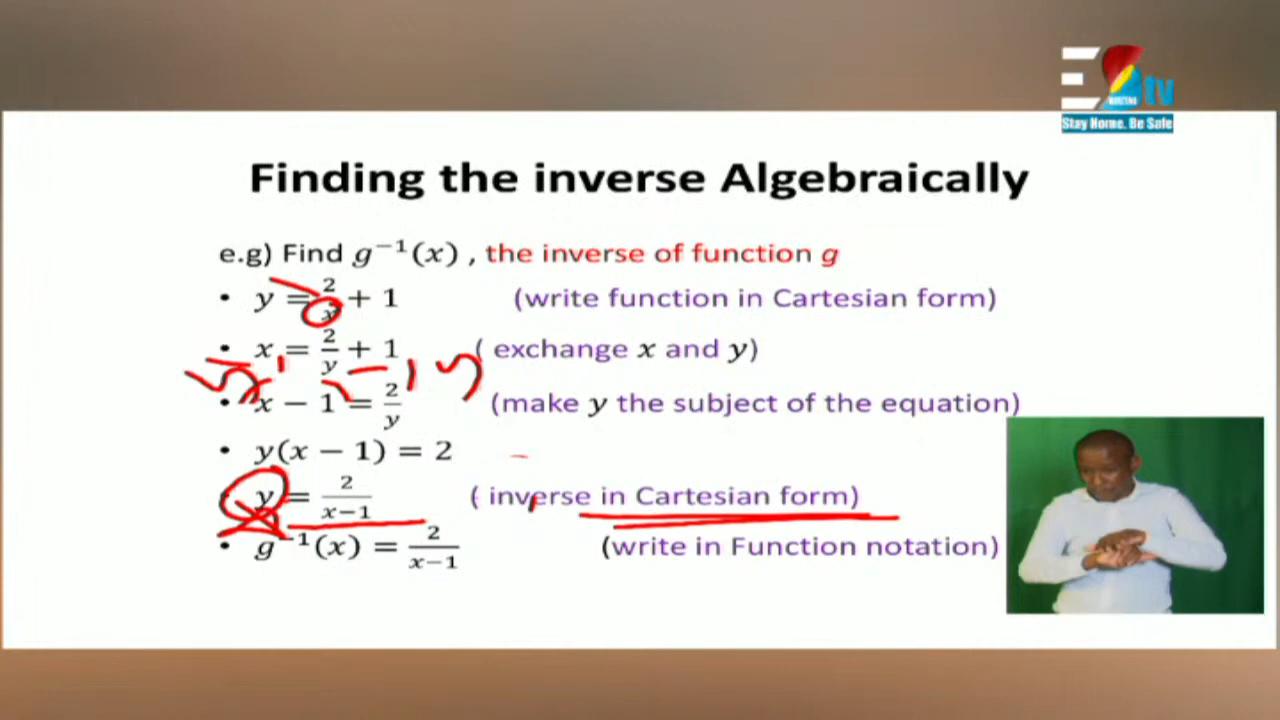 E tv
Stay Home. Be Safe
Finding the inverse Algebraically
e.g) Find g⁻¹(x) , the inverse of function g
• y = 2/x + 1 (write function in Cartesian form)
• x = 2/y + 1 ( exchange x and y)
• x − 1 = 2/y (make y the subject of the equation)
• y(x − 1) = 2
• y = 2/(x−1) ( inverse in Cartesian form)
• g⁻¹(x) = 2/(x−1) (write in Function notation)